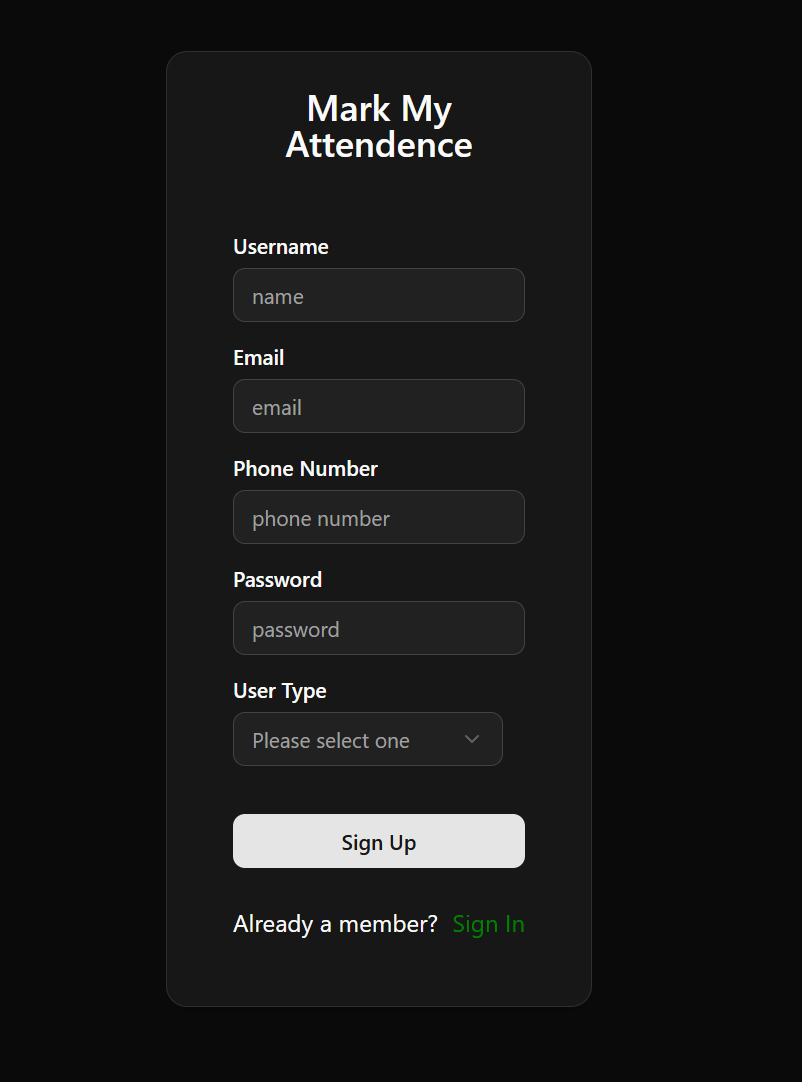 Mark My
Attendence
Username
name
Email
email
Phone Number
phone number
Password
password
User Type
Please select one
Sign Up
Already a member? Sign In